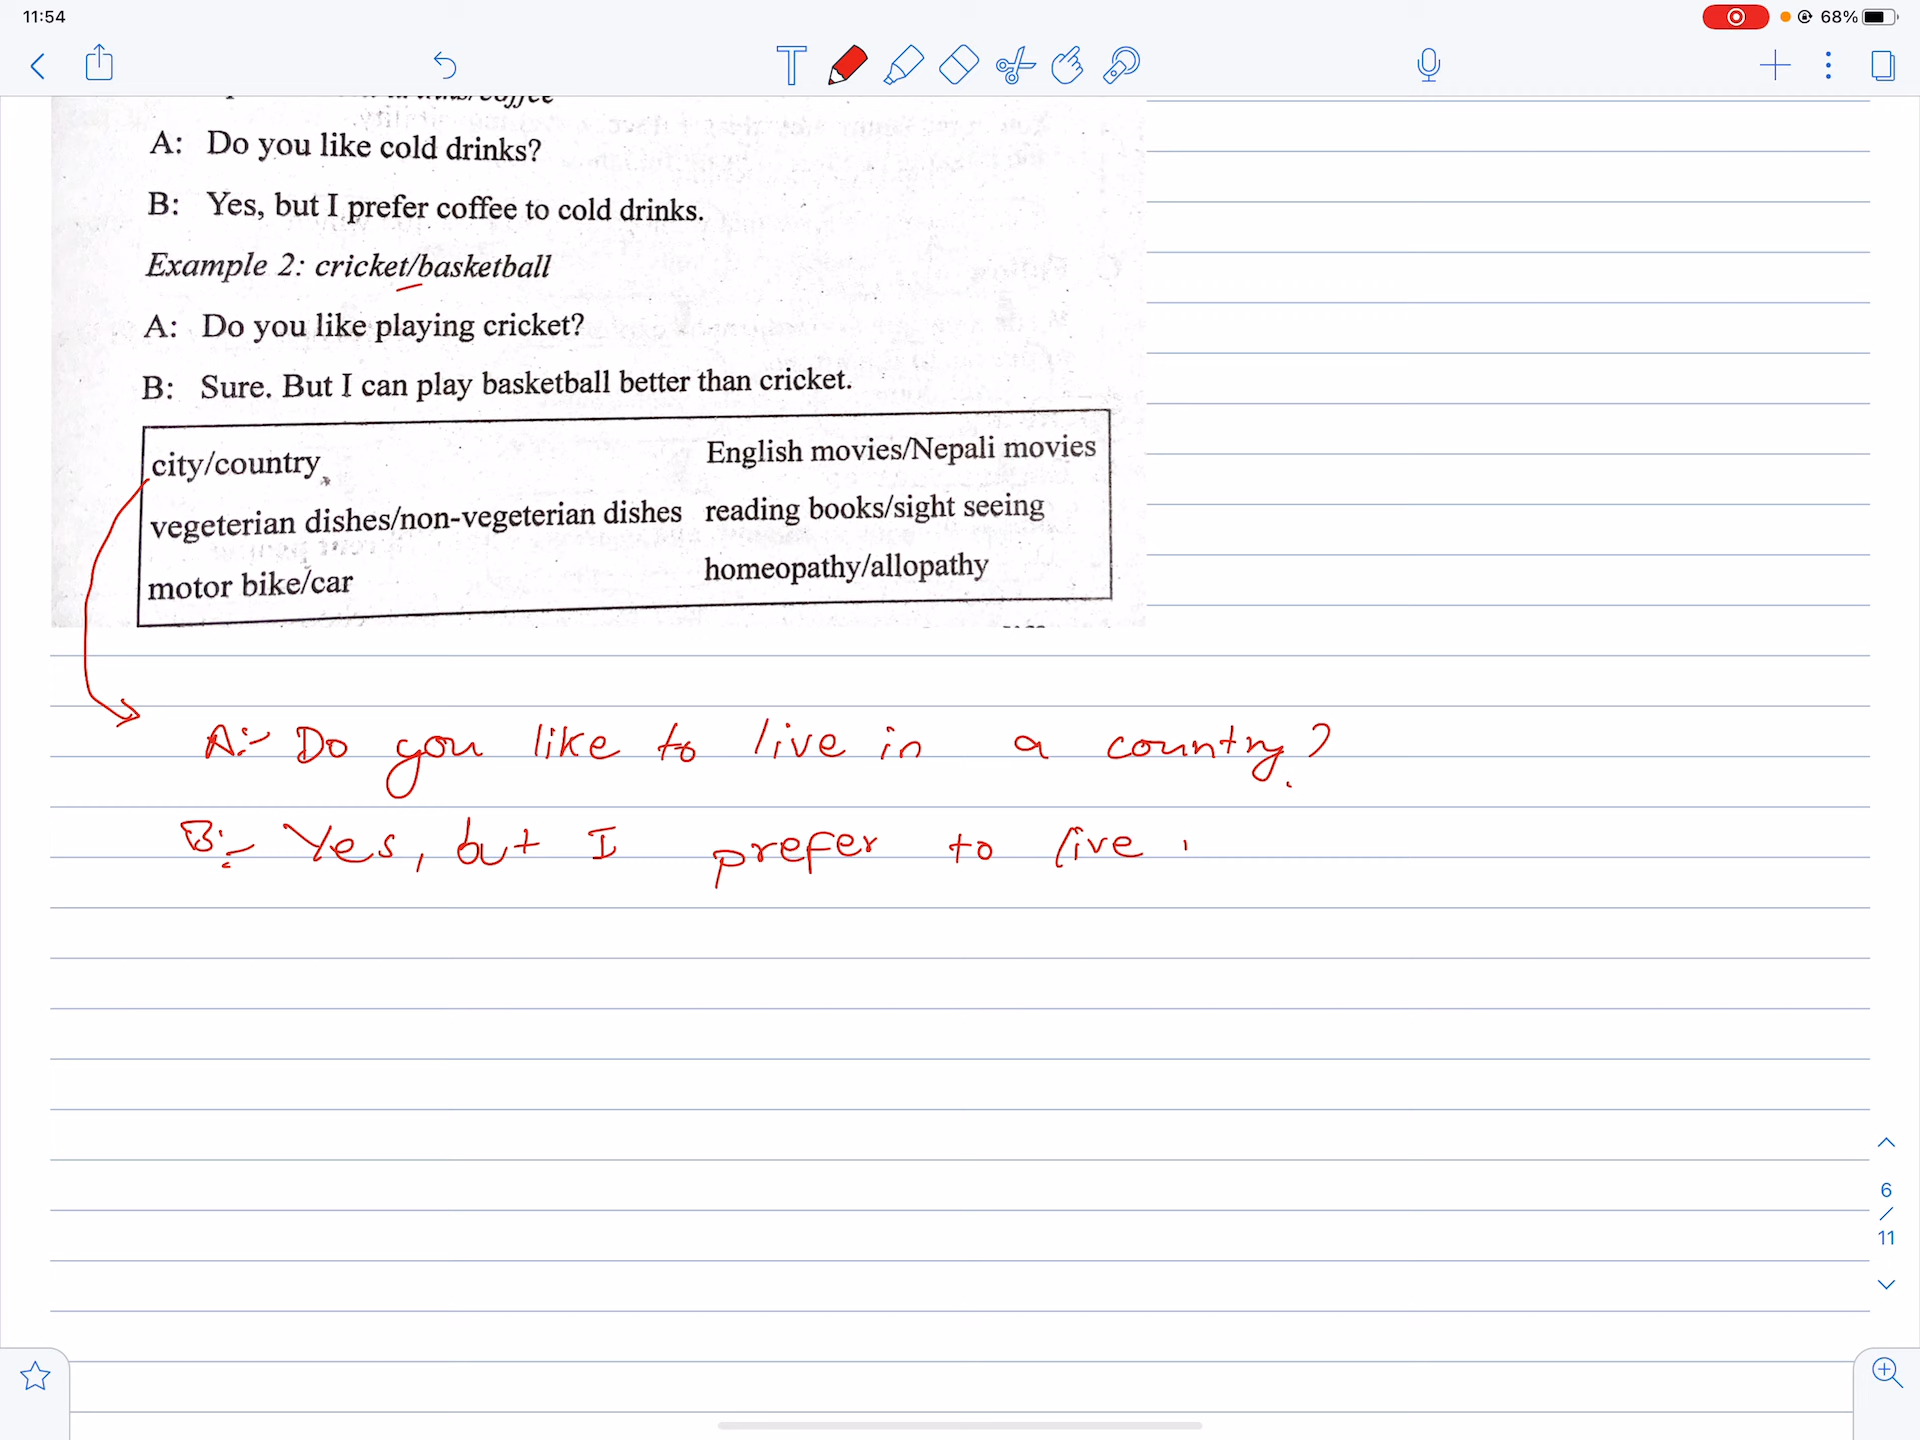 11:54
68%
A: Do you like cold drinks?
B: Yes, but I prefer coffee to cold drinks.
Example 2: cricket/basketball
A: Do you like playing cricket?
B: Sure. But I can play basketball better than cricket.
city/country
English movies/Nepali movies
vegeterian dishes/non-vegeterian dishes
reading books/sight seeing
motor bike/car
homeopathy/allopathy
A:- Do you like to live in a country?
B:- Yes, but I prefer to live
6
/
11